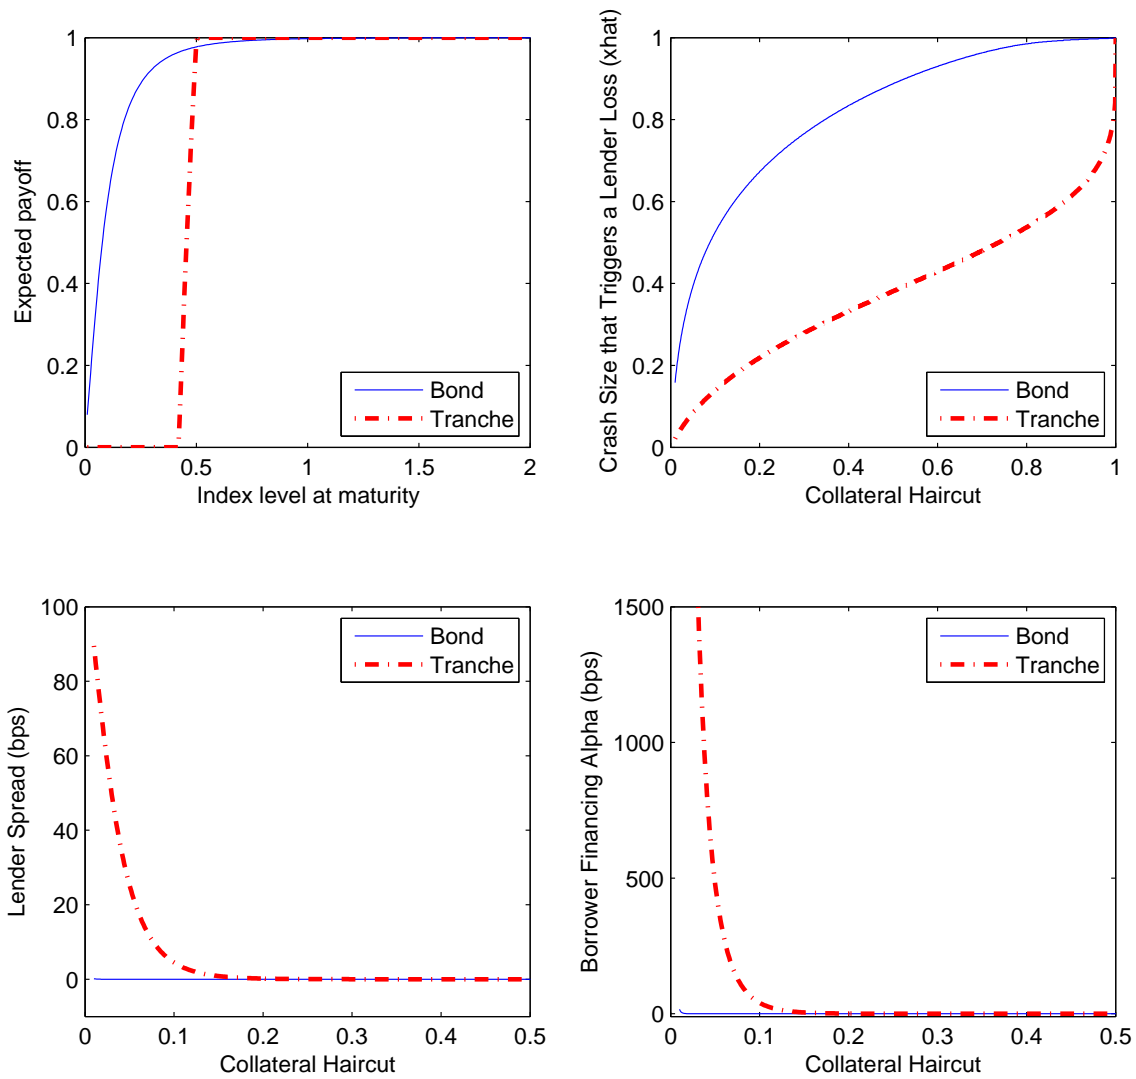 Expected payoff
1
0.8
0.6
0.4
0.2
0
0 0.5 1 1.5 2
Index level at maturity
Bond
Tranche
Crash Size that Triggers a Lender Loss (xhat)
1
0.8
0.6
0.4
0.2
0
0 0.2 0.4 0.6 0.8 1
Collateral Haircut
Bond
Tranche
Lender Spread (bps)
100
80
60
40
20
0
0 0.1 0.2 0.3 0.4 0.5
Collateral Haircut
Bond
Tranche
Borrower Financing Alpha (bps)
1500
1000
500
0
0 0.1 0.2 0.3 0.4 0.5
Collateral Haircut
Bond
Tranche